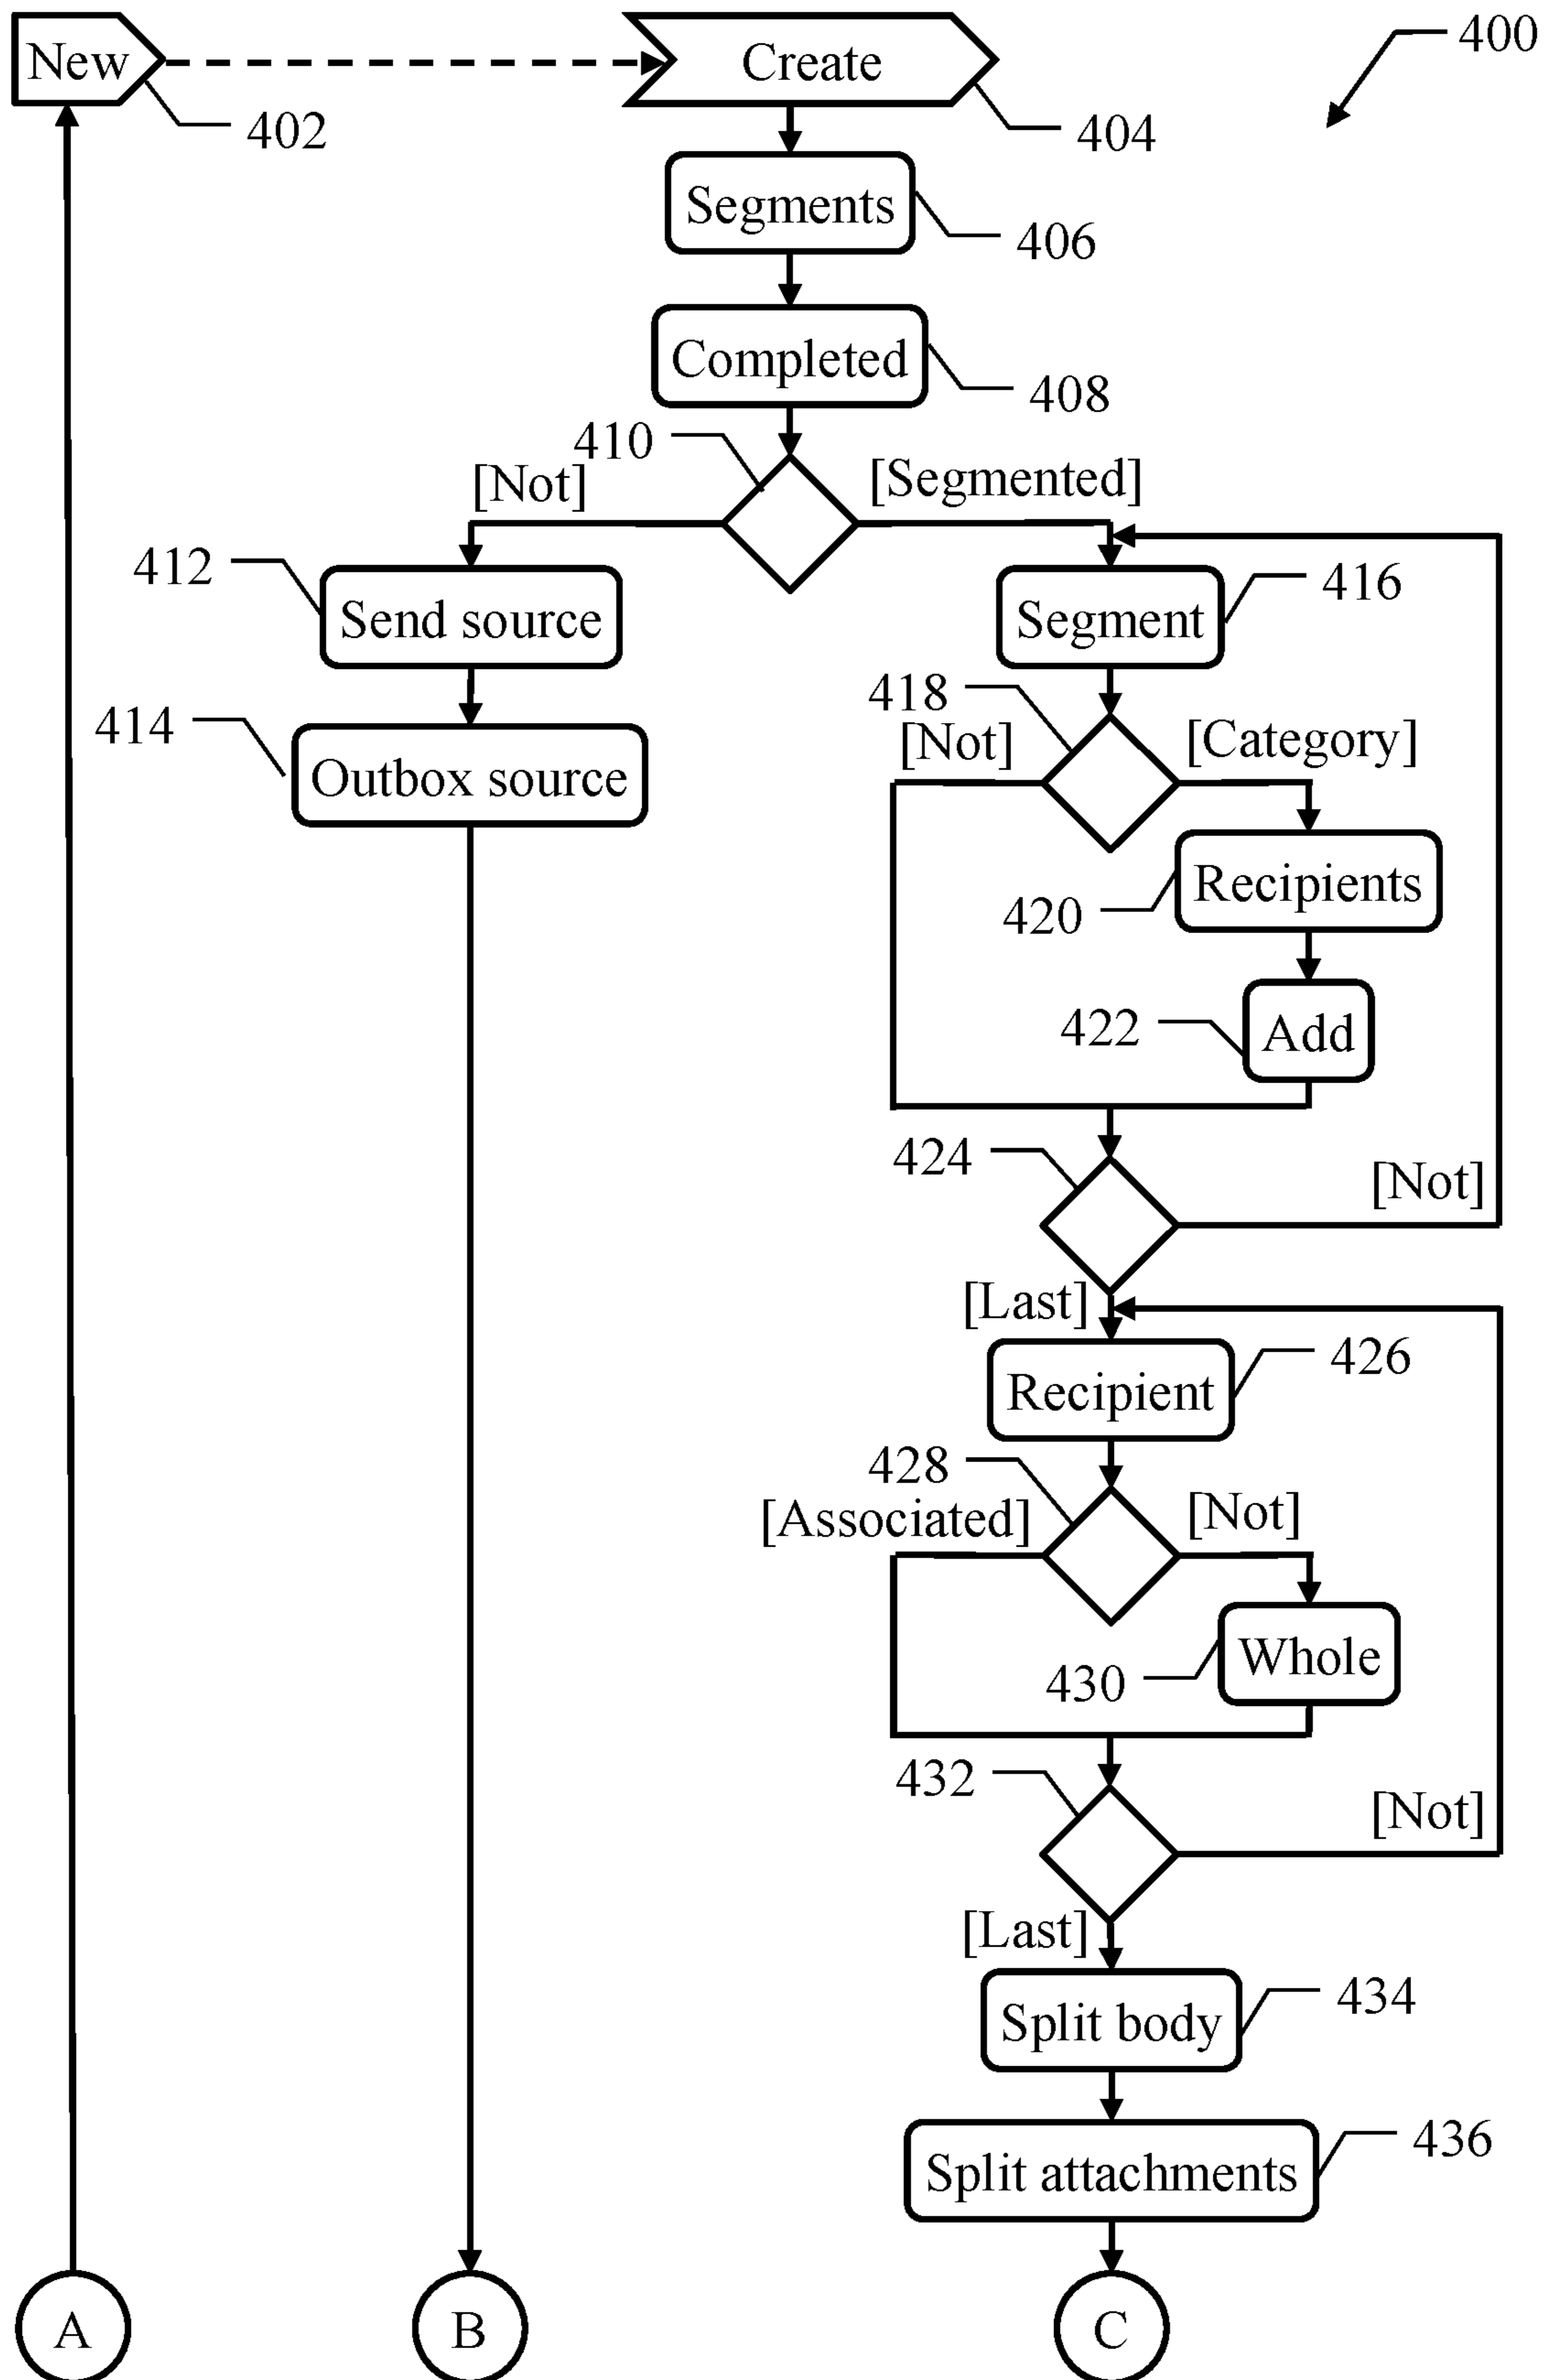 New
Create
400
402
404
Segments
406
Completed
408
410
[Not]
[Segmented]
412
Send source
Segment
416
414
Outbox source
418
[Not]
[Category]
Recipients
420
Add
422
424
[Not]
[Last]
Recipient
426
428
[Associated]
[Not]
Whole
430
432
[Not]
[Last]
Split body
434
Split attachments
436
A
B
C